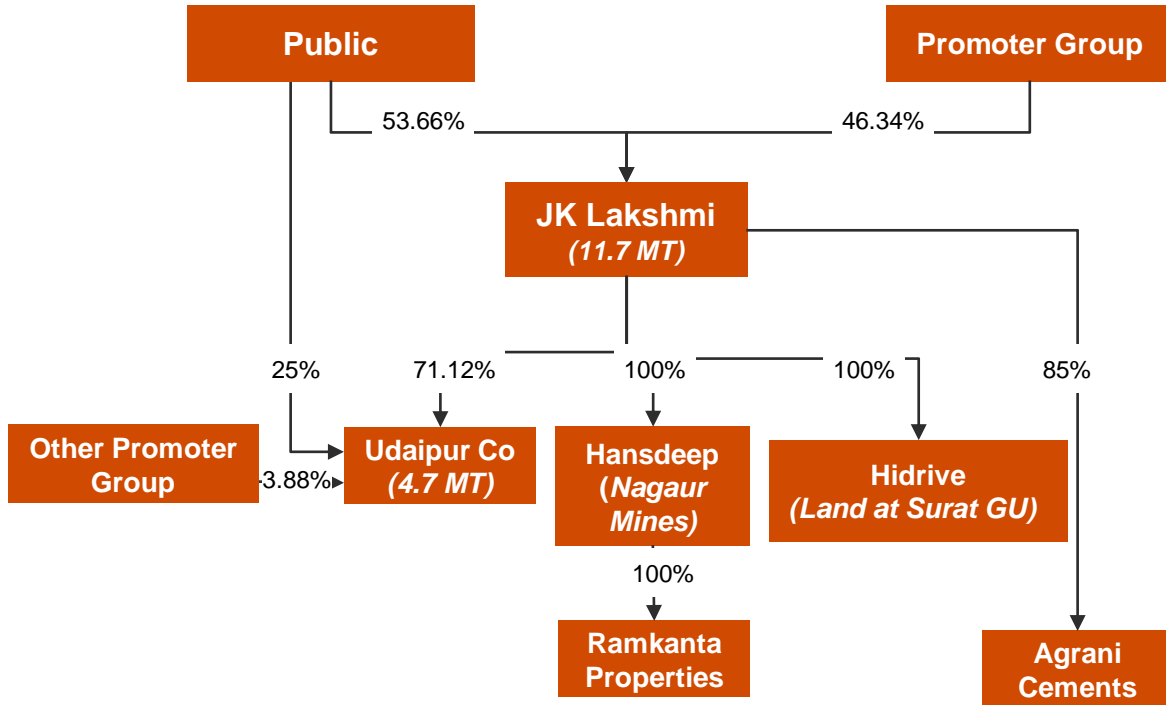 Public
Promoter Group
53.66%
46.34%
JK Lakshmi
(11.7 MT)
25%
71.12%
100%
100%
85%
Other Promoter
Group
3.88%
Udaipur Co
(4.7 MT)
Hansdeep
(Nagaur
Mines)
Hidrive
(Land at Surat GU)
100%
Ramkanta
Properties
Agrani
Cements